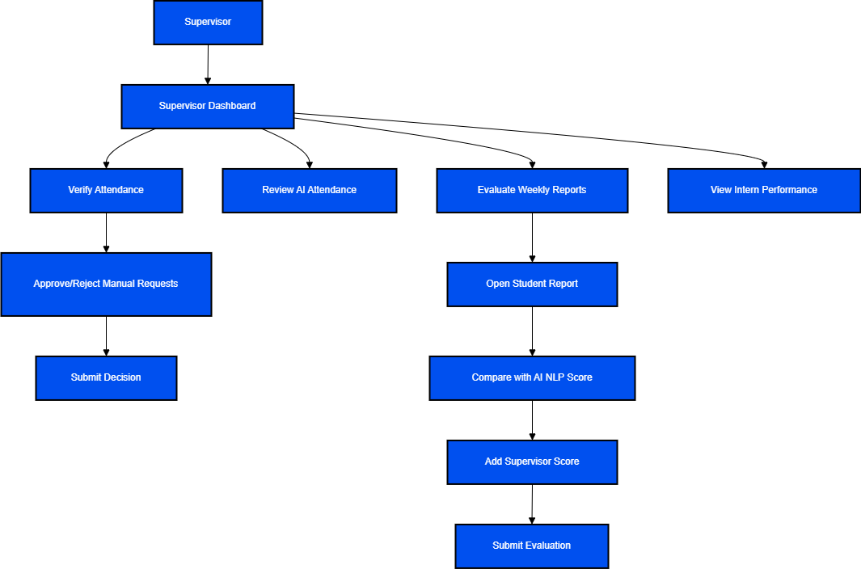 Supervisor
Supervisor Dashboard
Verify Attendance
Review AI Attendance
Evaluate Weekly Reports
View Intern Performance
Approve/Reject Manual Requests
Open Student Report
Submit Decision
Compare with AI NLP Score
Add Supervisor Score
Submit Evaluation